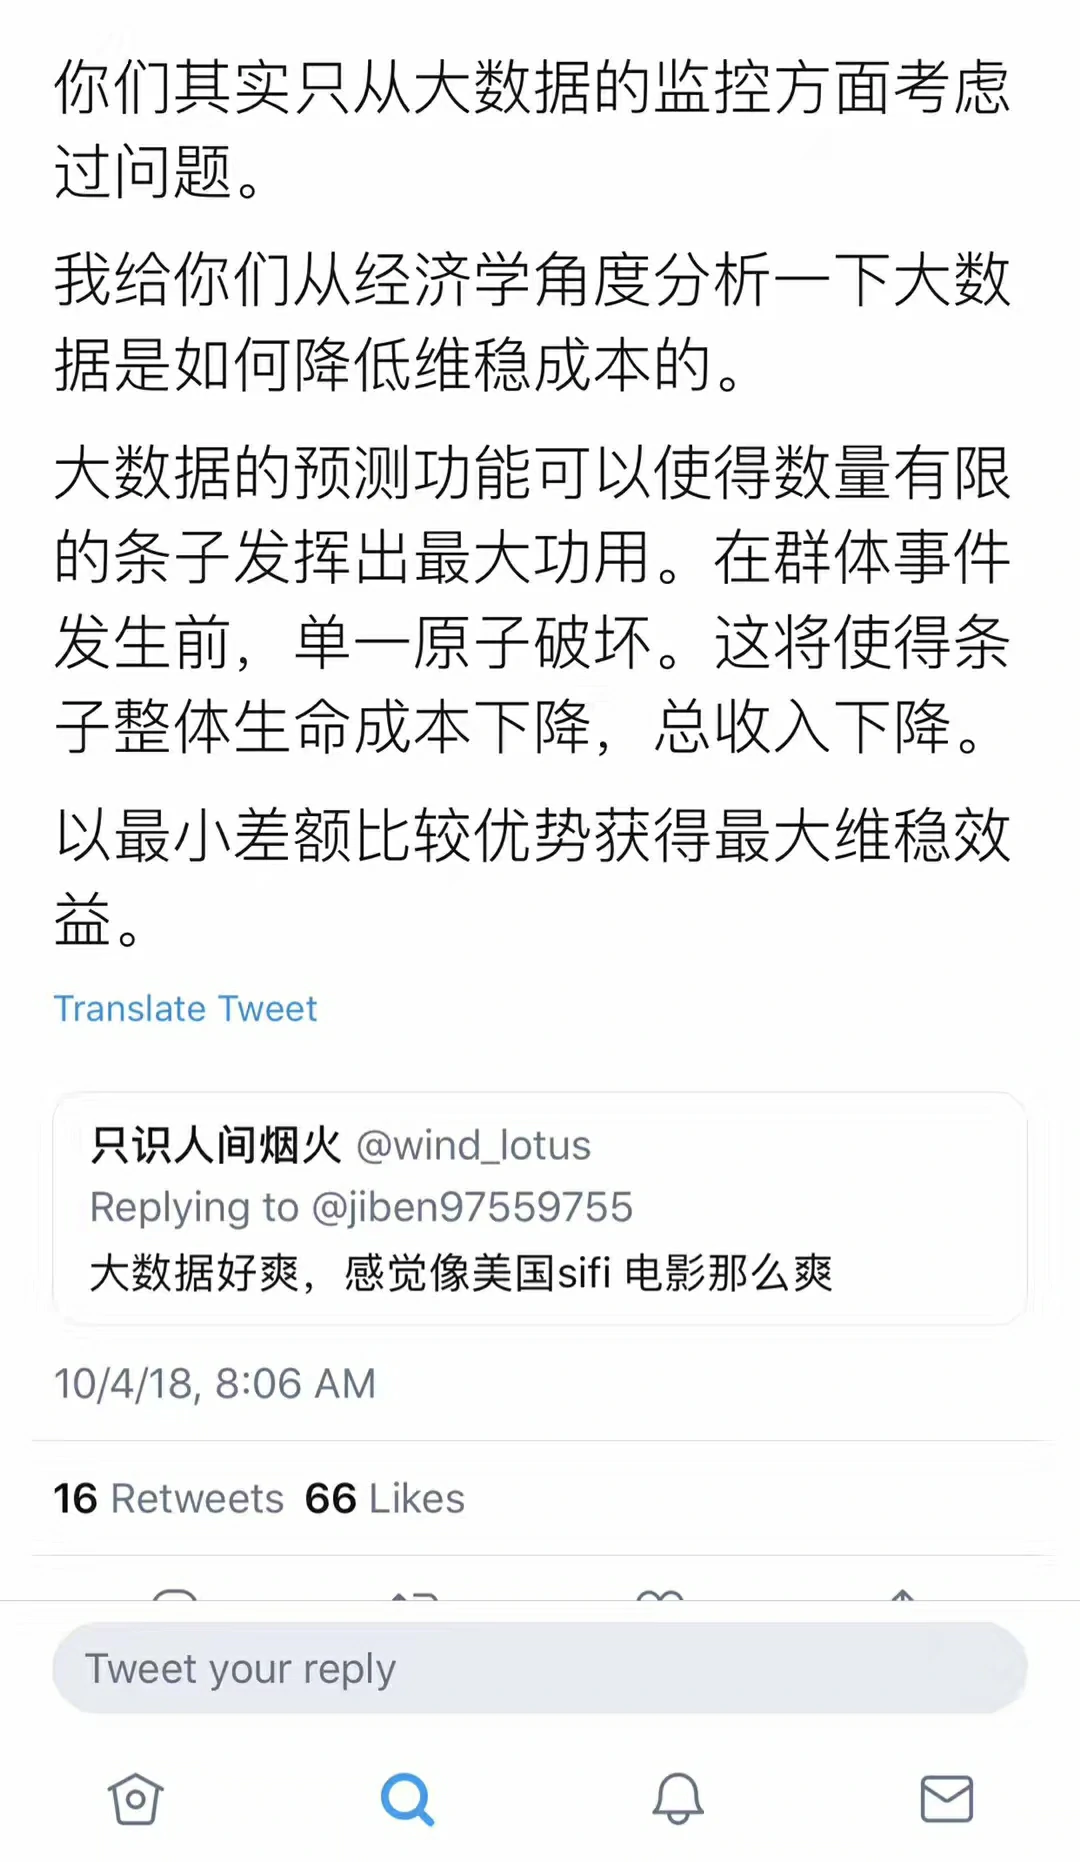 你们其实只从大数据的监控方面考虑
过问题。
我给你们从经济学角度分析一下大数
据是如何降低维稳成本的。
大数据的预测功能可以使得数量有限
的条子发挥出最大功用。在群体事件
发生前，单一原子破坏。这将使得条
子整体生命成本下降，总收入下降。
以最小差额比较优势获得最大维稳效
益。
Translate Tweet
只识人间烟火 @wind_lotus
Replying to @jiben97559755
大数据好爽，感觉像美国sifi 电影那么爽
10/4/18, 8:06 AM
16 Retweets 66 Likes
Tweet your reply